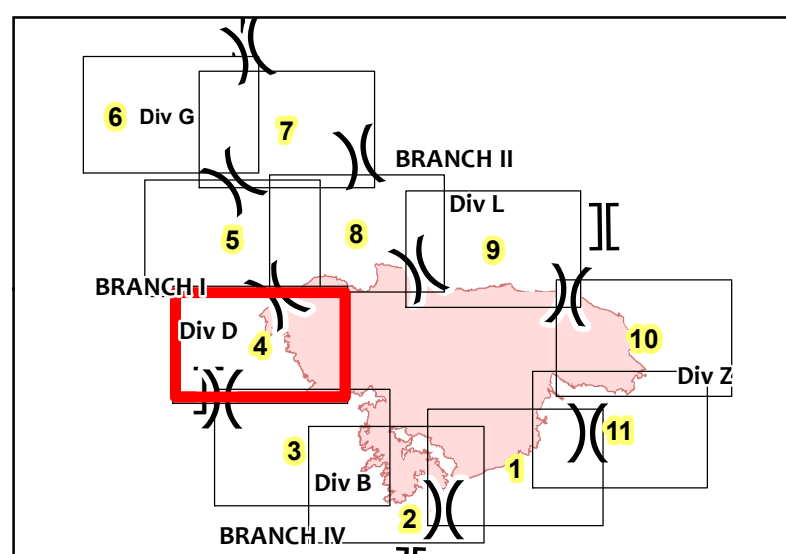 6 Div G
7
BRANCH II
Div L
5
8
9
BRANCH I
Div D
4
10
Div Z
11
3
1
Div B
2
BRANCH IV